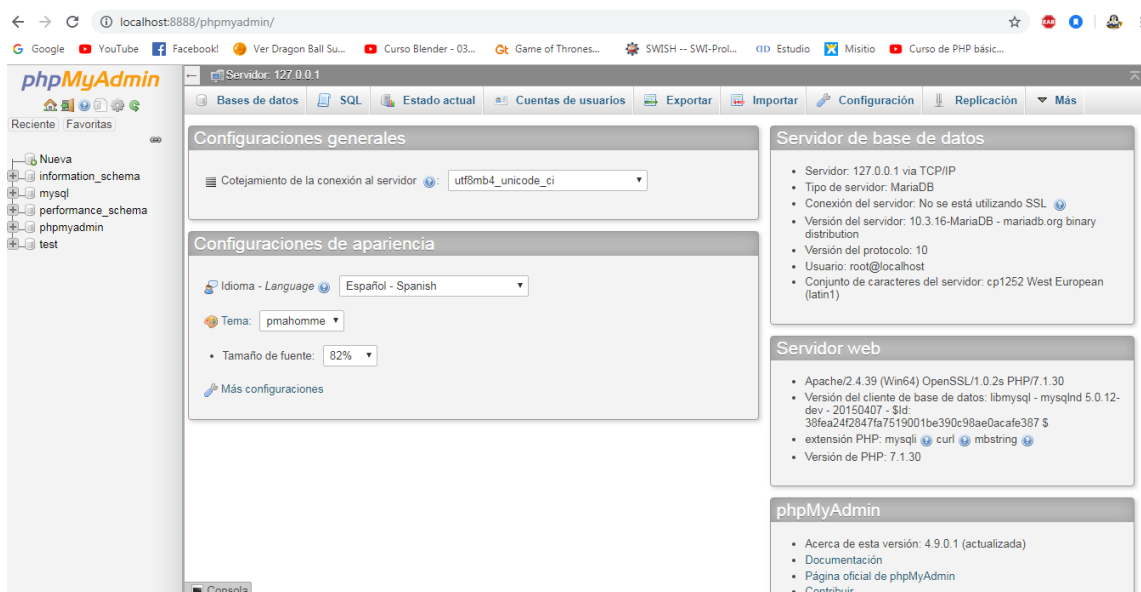 localhost:8888/phpmyadmin/
Google YouTube Facebook! Ver Dragon Ball Su... Curso Blender - 03... Game of Thrones... SWISH -- SWI-Prol... Estudio Misitio Curso de PHP básic...
phpMyAdmin
Reciente Favoritas
Nueva
information_schema
mysql
performance_schema
phpmyadmin
test
Servidor: 127.0.0.1
Bases de datos SQL Estado actual Cuentas de usuarios Exportar Importar Configuración Replicación Más
Configuraciones generales
Cotejamiento de la conexión al servidor : utf8mb4_unicode_ci
Configuraciones de apariencia
Idioma - Language Español - Spanish
Tema: pmahomme
• Tamaño de fuente: 82%
Más configuraciones
Consola
Servidor de base de datos
• Servidor: 127.0.0.1 via TCP/IP
• Tipo de servidor: MariaDB
• Conexión del servidor: No se está utilizando SSL
• Versión del servidor: 10.3.16-MariaDB - mariadb.org binary
distribution
• Versión del protocolo: 10
• Usuario: root@localhost
• Conjunto de caracteres del servidor: cp1252 West European
(latin1)
Servidor web
• Apache/2.4.39 (Win64) OpenSSL/1.0.2s PHP/7.1.30
• Versión del cliente de base de datos: libmysql - mysqlnd 5.0.12-
dev - 20150407 - $Id:
38fea24f2847fa7519001be390c98ae0acafe387 $
• extensión PHP: mysqli curl mbstring
• Versión de PHP: 7.1.30
phpMyAdmin
• Acerca de esta versión: 4.9.0.1 (actualizada)
• Documentación
• Página oficial de phpMyAdmin
• Contribuir